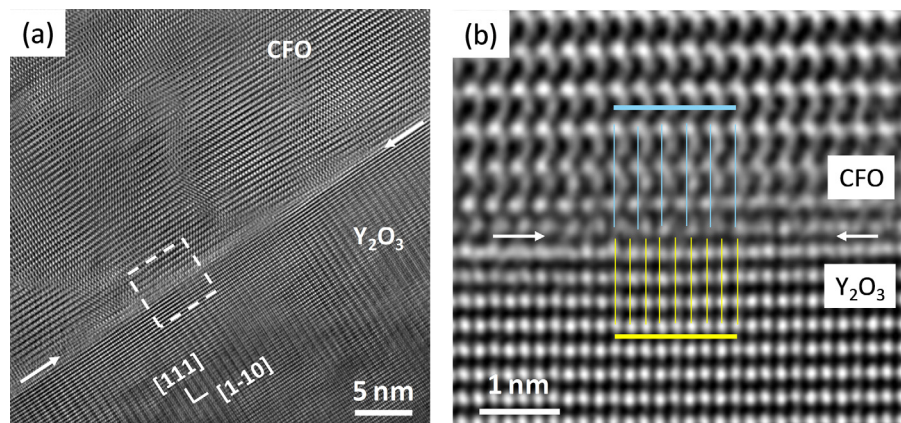 (a)
CFO
Y₂O₃
[111]
[1-10]
5 nm
(b)
CFO
Y₂O₃
1 nm